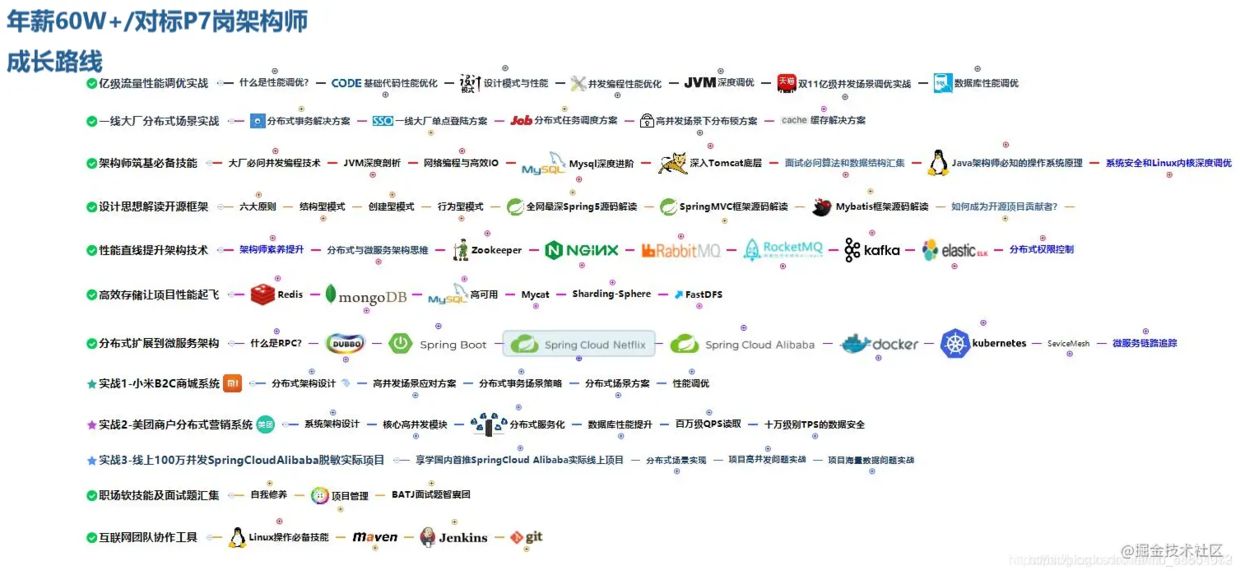 年薪60W+/对标P7岗架构师
成长路线
亿级流量性能调优实战 什么是性能调优? CODE 基础代码性能优化 设计模式 设计模式与性能 并发编程性能优化 JVM 深度调优 天猫 双11亿级并发场景调优实战 SQL 数据库性能调优
一线大厂分布式场景实战 分布式事务解决方案 SSO 一线大厂单点登陆方案 Job 分布式任务调度方案 高并发场景下分布锁方案 cache 缓存解决方案
架构师筑基必备技能 大厂必问并发编程技术 JVM深度剖析 网络编程与高效IO MySQL Mysql深度进阶 深入Tomcat底层 面试必问算法和数据结构汇集 Java架构师必知的操作系统原理 系统安全和Linux内核深度调优
设计思想解读开源框架 六大原则 结构型模式 创建型模式 行为型模式 全网最深Spring5源码解读 SpringMVC框架源码解读 Mybatis框架源码解读 如何成为开源项目贡献者?
性能直线提升架构技术 架构师素养提升 分布式与微服务架构思维 Zookeeper NGINX RabbitMQ RocketMQ kafka elastic ELK 分布式权限控制
高效存储让项目性能起飞 Redis mongoDB MySQL 高可用 Mycat Sharding-Sphere FastDFS
分布式扩展到微服务架构 什么是RPC? DUBBO Spring Boot Spring Cloud Netflix Spring Cloud Alibaba docker kubernetes SeviceMesh 微服务链路追踪
实战1-小米B2C商城系统 MI 分布式架构设计 高并发场景应对方案 分布式事务场景策略 分布式场景方案 性能调优
实战2-美团商户分布式营销系统 美团 系统架构设计 核心高并发模块 分布式服务化 数据库性能提升 百万级QPS读取 十万级别TPS的数据安全
实战3-线上100万并发SpringCloudAlibaba脱敏实际项目 享学国内首推SpringCloud Alibaba实际线上项目 分布式场景实现 项目高并发问题实战 项目海量数据问题实战
职场软技能及面试题汇集 自我修养 项目管理 BATJ面试题智囊团
互联网团队协作工具 Linux操作必备技能 maven Jenkins git
@掘金技术社区